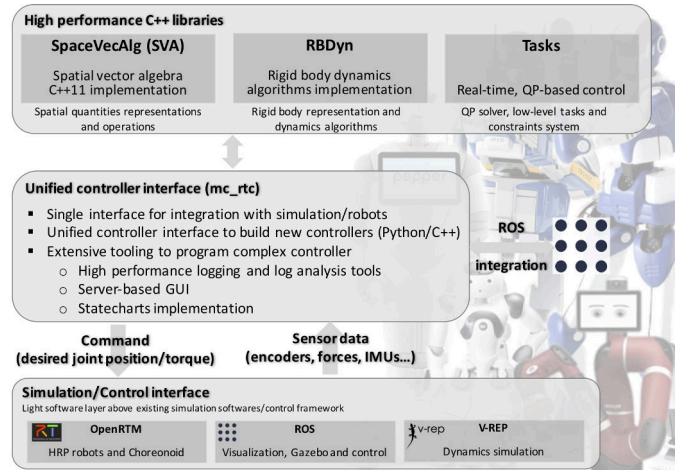 High performance C++ libraries
SpaceVecAlg (SVA)
Spatial vector algebra
C++11 implementation
Spatial quantities representations
and operations
RBDyn
Rigid body dynamics
algorithms implementation
Rigid body representation and
dynamics algorithms
Tasks
Real-time, QP-based control
QP solver, low-level tasks and
constraints system
pepper
Unified controller interface (mc_rtc)
▪ Single interface for integration with simulation/robots
▪ Unified controller interface to build new controllers (Python/C++)
▪ Extensive tooling to program complex controller
o High performance logging and log analysis tools
o Server-based GUI
o Statecharts implementation
ROS
integration
Command
(desired joint position/torque)
Sensor data
(encoders, forces, IMUs...)
Simulation/Control interface
Light software layer above existing simulation softwares/control framework
RT
OpenRTM
HRP robots and Choreonoid
ROS
Visualization, Gazebo and control
v-rep
V-REP
Dynamics simulation